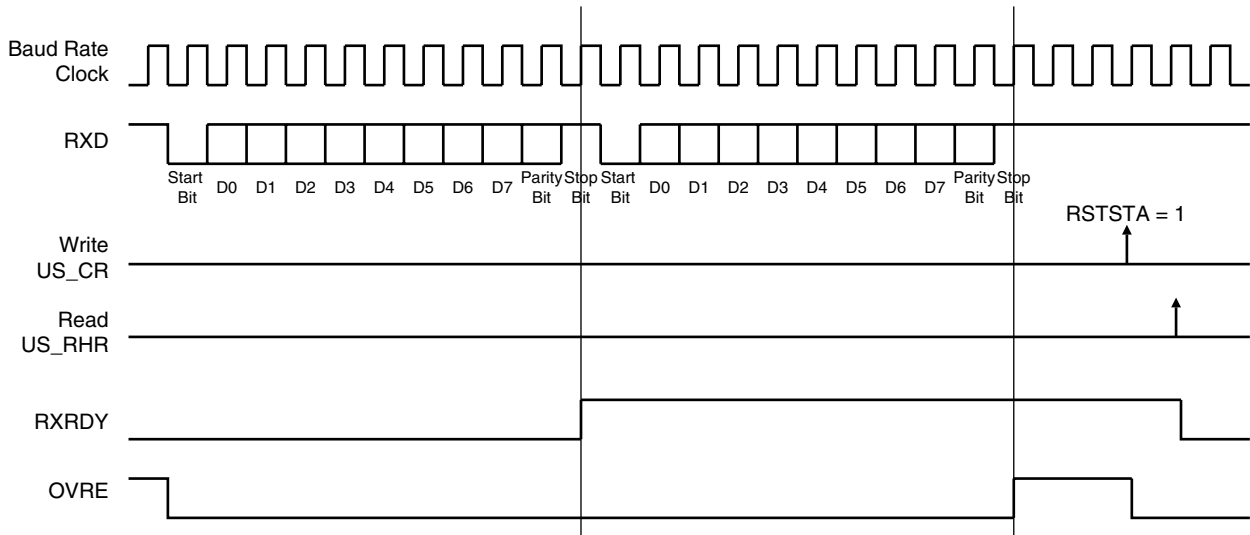 Baud Rate
Clock
RXD
Start
Bit
D0 D1 D2 D3 D4 D5 D6 D7
Parity
Bit
Stop
Bit
Start
Bit
D0 D1 D2 D3 D4 D5 D6 D7
Parity
Bit
Stop
Bit
RSTSTA = 1
Write
US_CR
Read
US_RHR
RXRDY
OVRE